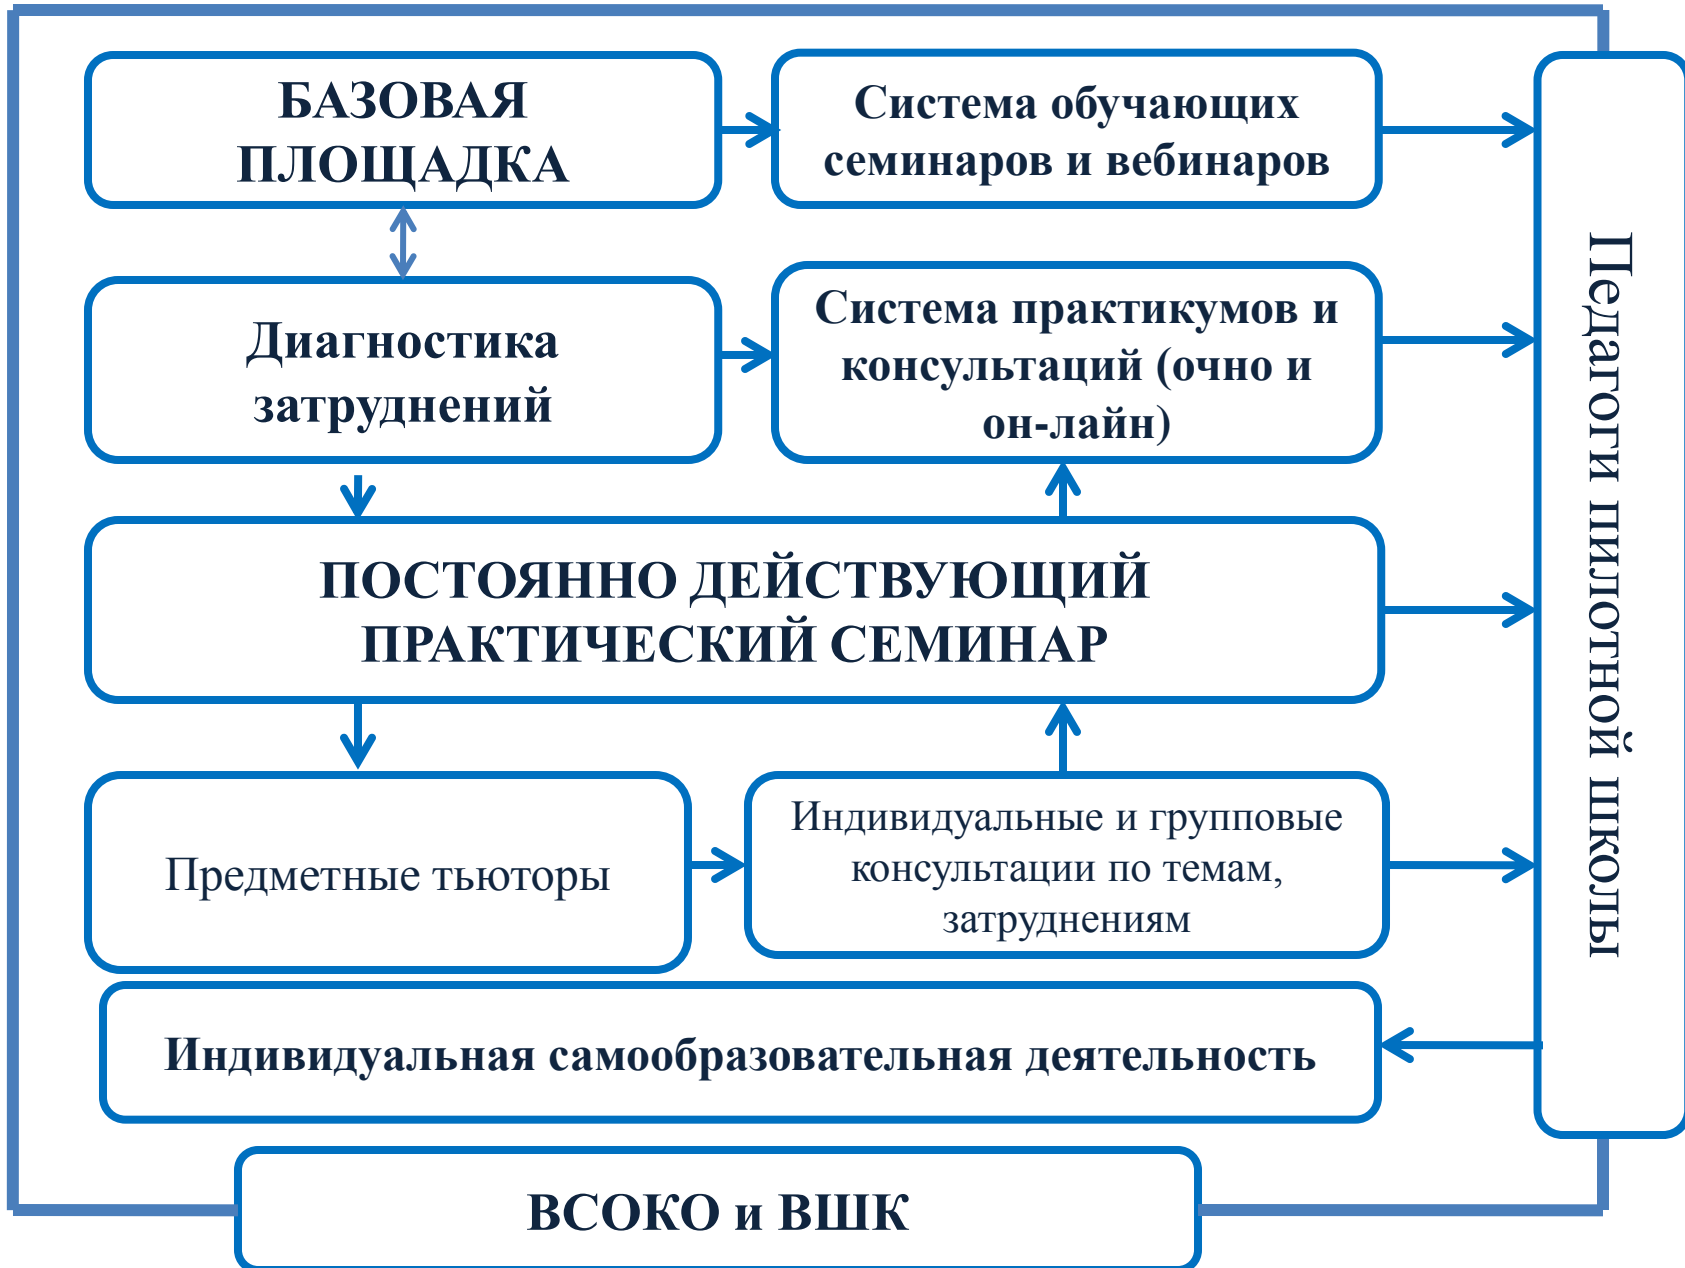 БАЗОВАЯ
ПЛОЩАДКА
Система обучающих
семинаров и вебинаров
Диагностика
затруднений
Система практикумов и
консультаций (очно и
он-лайн)
ПОСТОЯННО ДЕЙСТВУЮЩИЙ
ПРАКТИЧЕСКИЙ СЕМИНАР
Предметные тьюторы
Индивидуальные и групповые
консультации по темам,
затруднениям
Индивидуальная самообразовательная деятельность
ВСОКО и ВШК
Педагоги пилотной школы